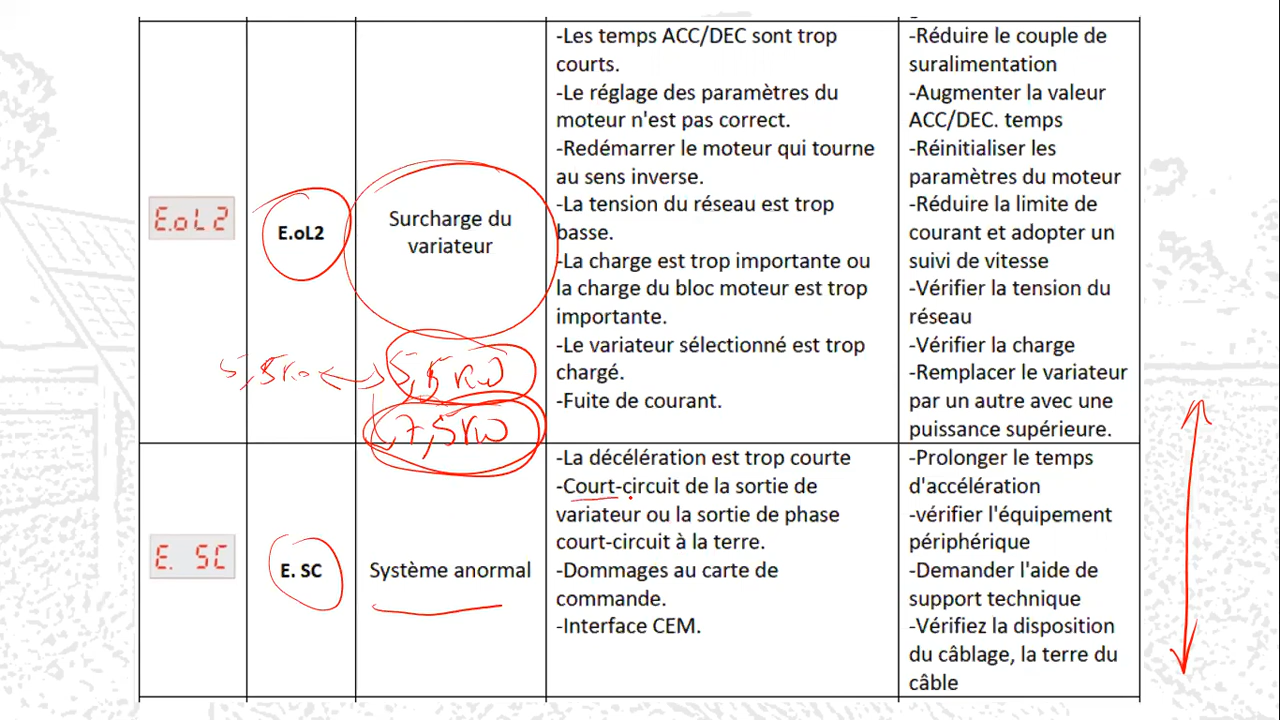 -Les temps ACC/DEC sont trop
courts.
-Le réglage des paramètres du
moteur n'est pas correct.
-Redémarrer le moteur qui tourne
au sens inverse.
-La tension du réseau est trop
basse.
-La charge est trop importante ou
la charge du bloc moteur est trop
importante.
-Le variateur sélectionné est trop
chargé.
-Fuite de courant.
-Réduire le couple de
suralimentation
-Augmenter la valeur
ACC/DEC. temps
-Réinitialiser les
paramètres du moteur
-Réduire la limite de
courant et adopter un
suivi de vitesse
-Vérifier la tension du
réseau
-Vérifier la charge
-Remplacer le variateur
par un autre avec une
puissance supérieure.
E.oL2
E.oL2
Surcharge du
variateur
5,5KW
7,5KW
E. SC
E. SC
Système anormal
-La décélération est trop courte
-Court-circuit de la sortie de
variateur ou la sortie de phase
court-circuit à la terre.
-Dommages au carte de
commande.
-Interface CEM.
-Prolonger le temps
d'accélération
-vérifier l'équipement
périphérique
-Demander l'aide de
support technique
-Vérifiez la disposition
du câblage, la terre du
câble